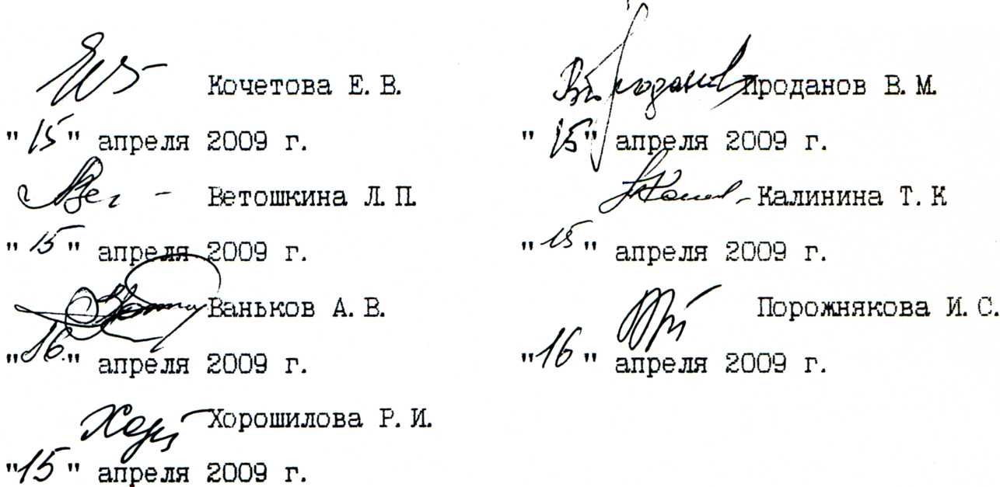 Кочетова Е. В.
"15" апреля 2009 г.
Ветошкина Л. П.
"15" апреля 2009 г.
Ваньков А. В.
"16" апреля 2009 г.
Хорошилова Р. И.
"15" апреля 2009 г.
Проданов В. М.
"15" апреля 2009 г.
Калинина Т. К
"15" апреля 2009 г.
Порожнякова И. С.
"16" апреля 2009 г.